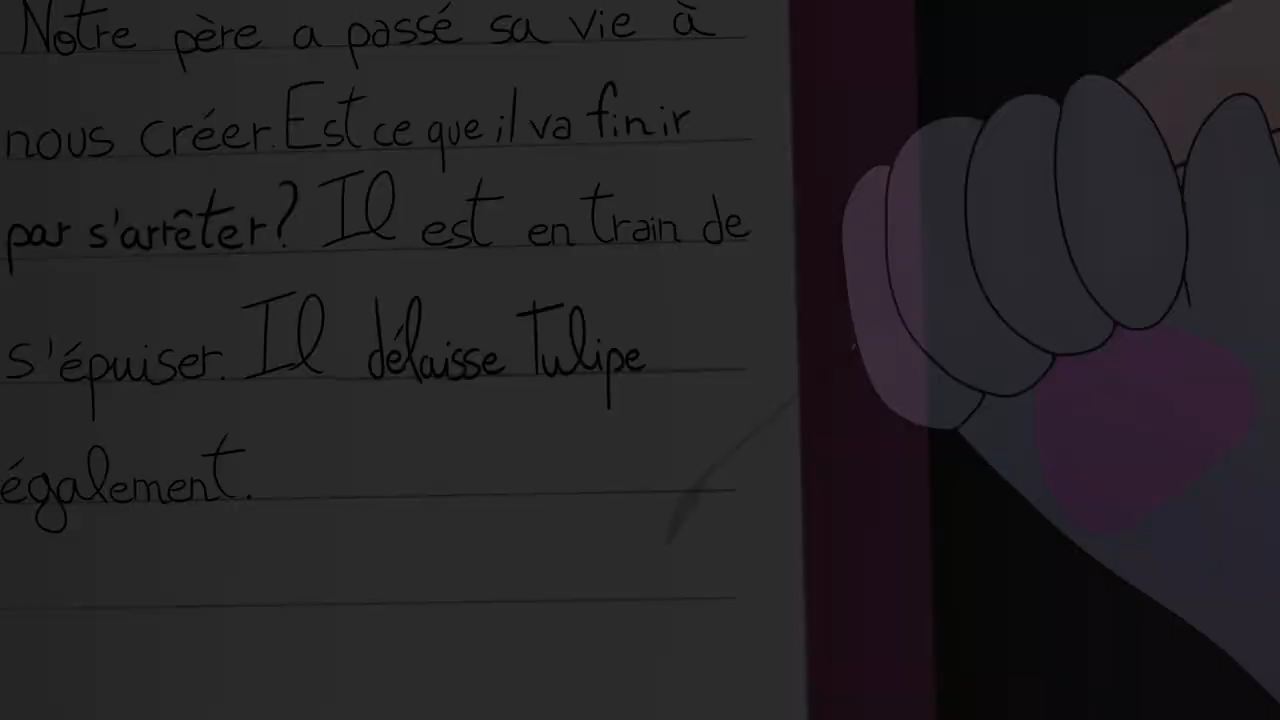 Notre père a passé sa vie à
nous créer. Est ce que il va finir
par s'arrêter? Il est en train de
s'épuiser. Il délaisse Tulipe
également.